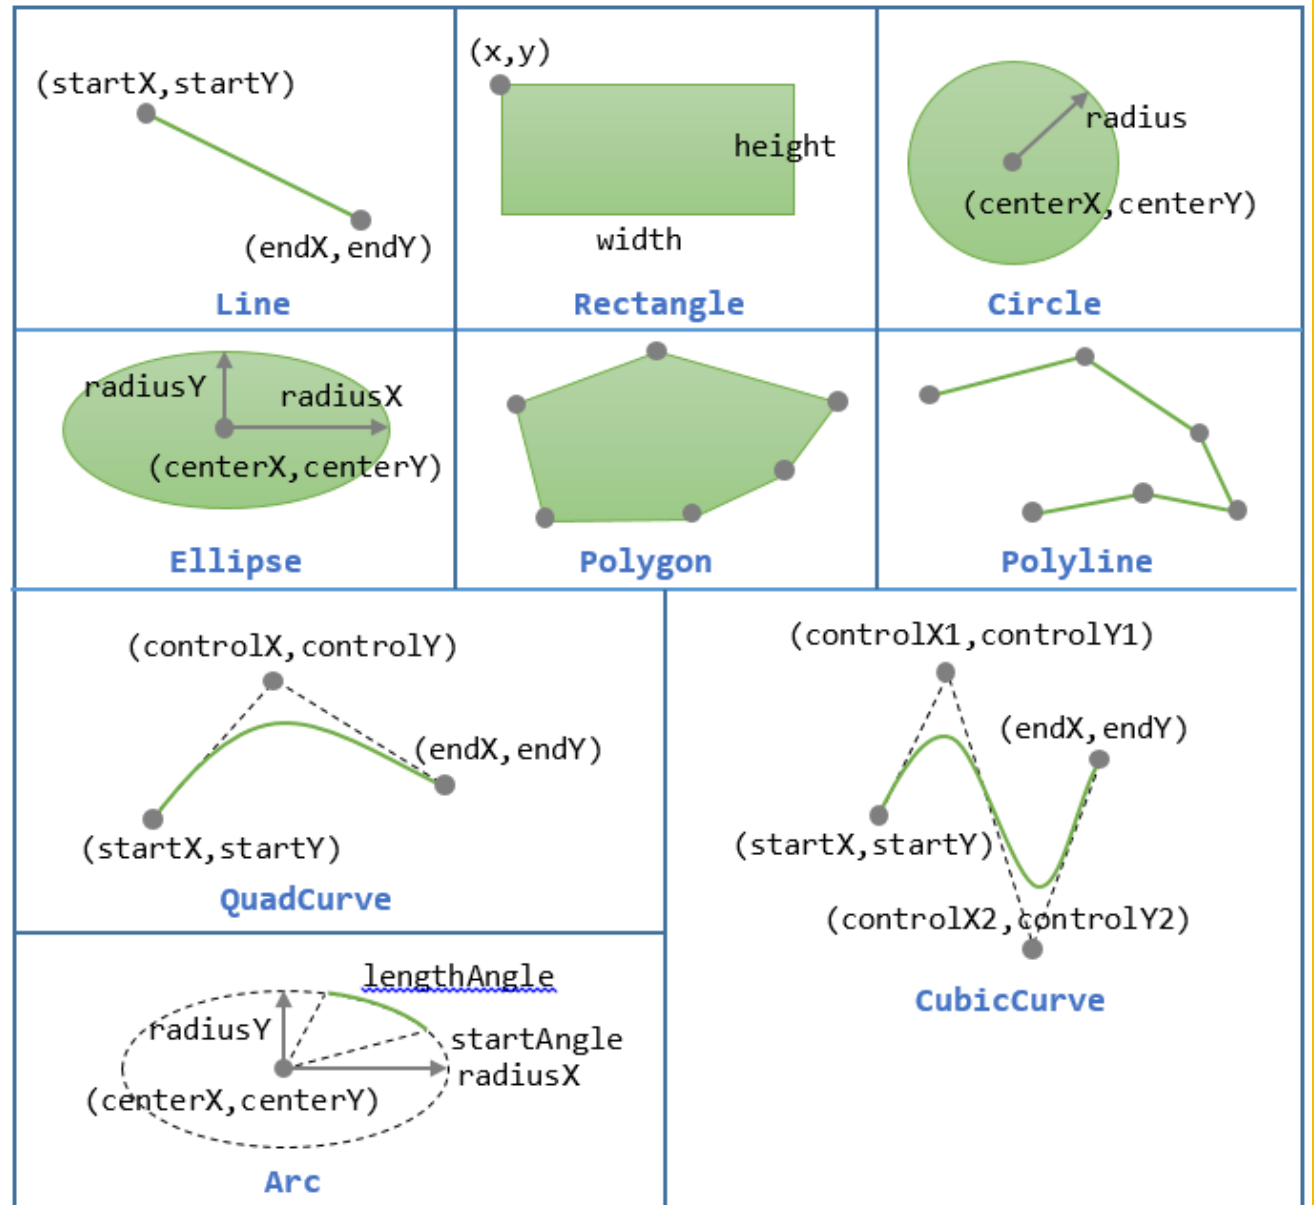 (startX,startY)
(endX,endY)
Line
(x,y)
height
width
Rectangle
radius
(centerX,centerY)
Circle
radiusY
radiusX
(centerX,centerY)
Ellipse
Polygon
Polyline
(controlX,controlY)
(endX,endY)
(startX,startY)
QuadCurve
(controlX1,controlY1)
(endX,endY)
(startX,startY)
(controlX2,controlY2)
CubicCurve
lengthAngle
radiusY
startAngle
radiusX
(centerX,centerY)
Arc